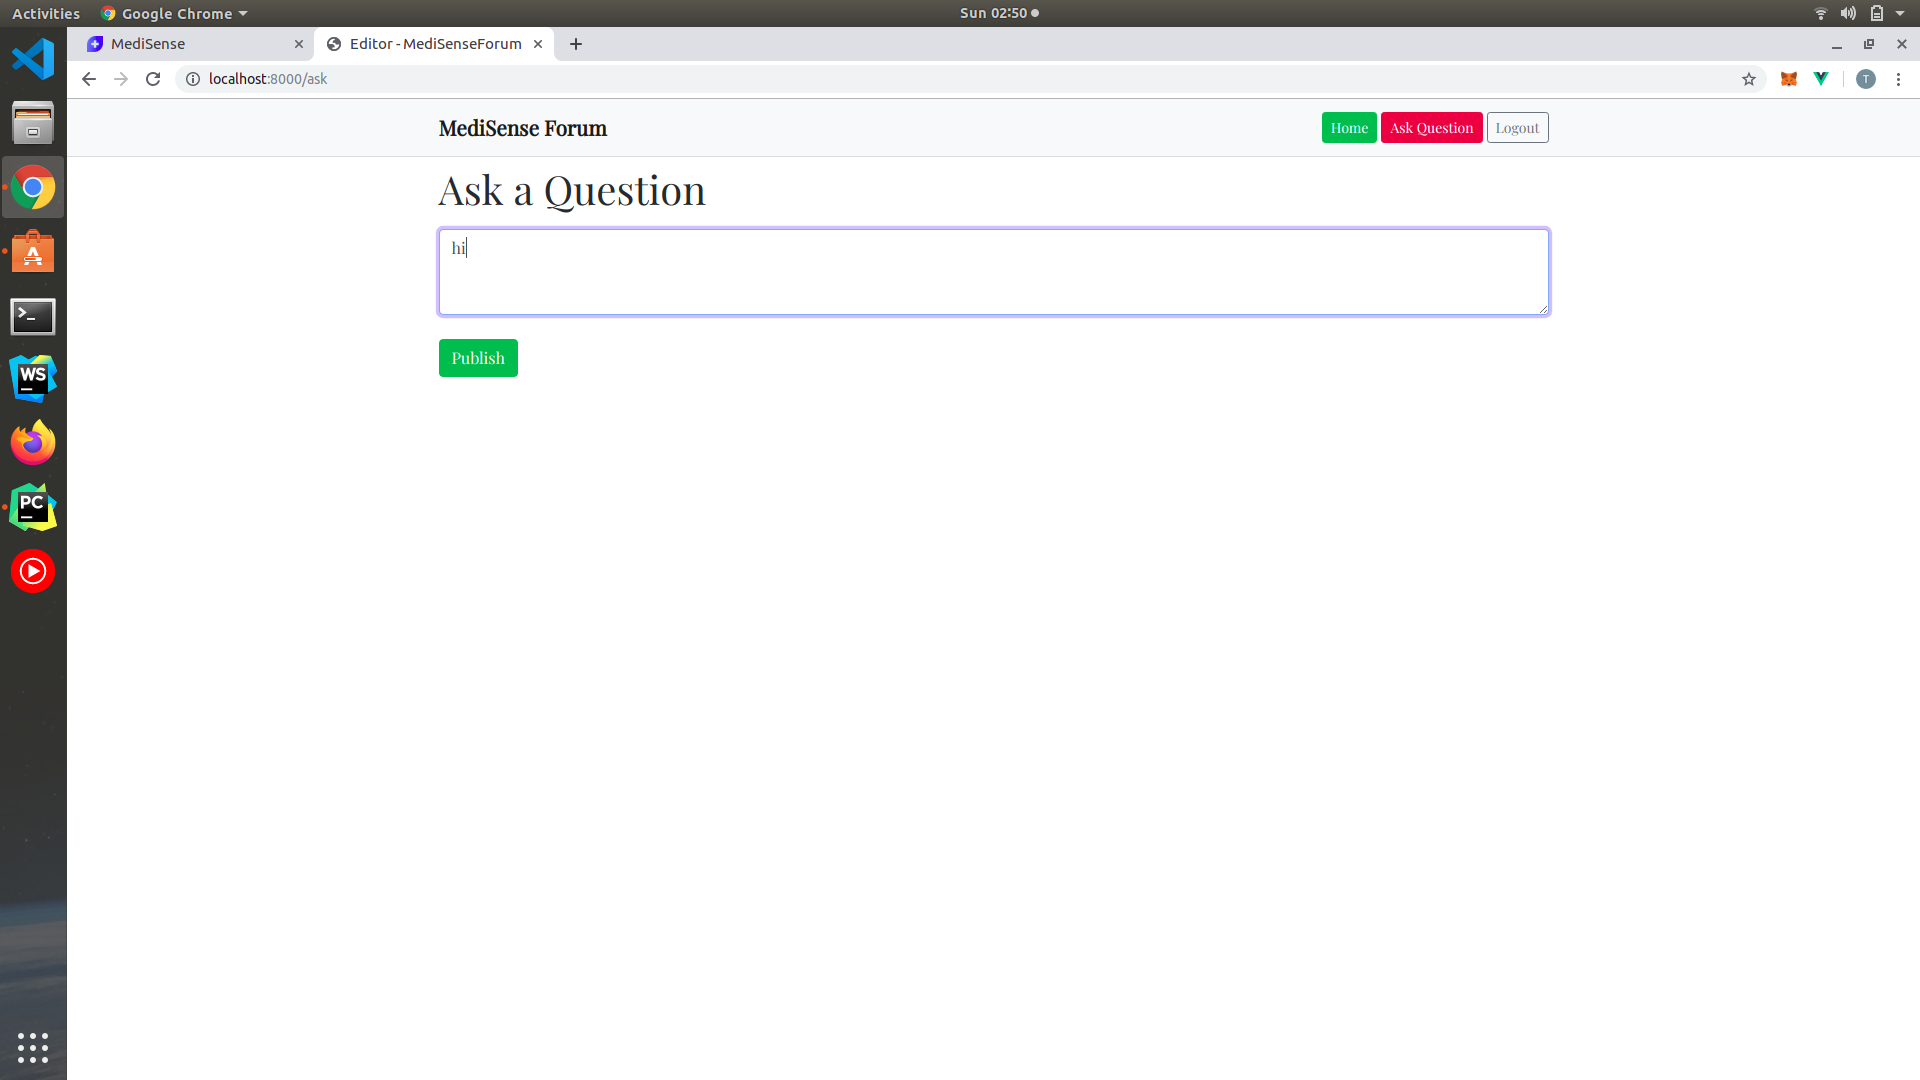 Activities
Google Chrome
Sun 02:50
MediSense
Editor - MediSenseForum
localhost:8000/ask
T
MediSense Forum
Home
Ask Question
Logout
Ask a Question
hi
Publish
WS
PC